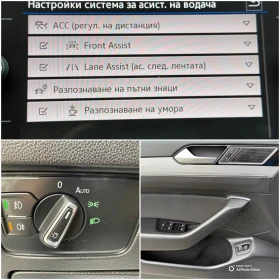 Настройки система за асист. на водача
ACC (регул. на дистанция)
Front Assist
Lane Assist (ас. след. лентата)
Разпознаване на пътни знаци
Разпознаване на умора
0
AUTO